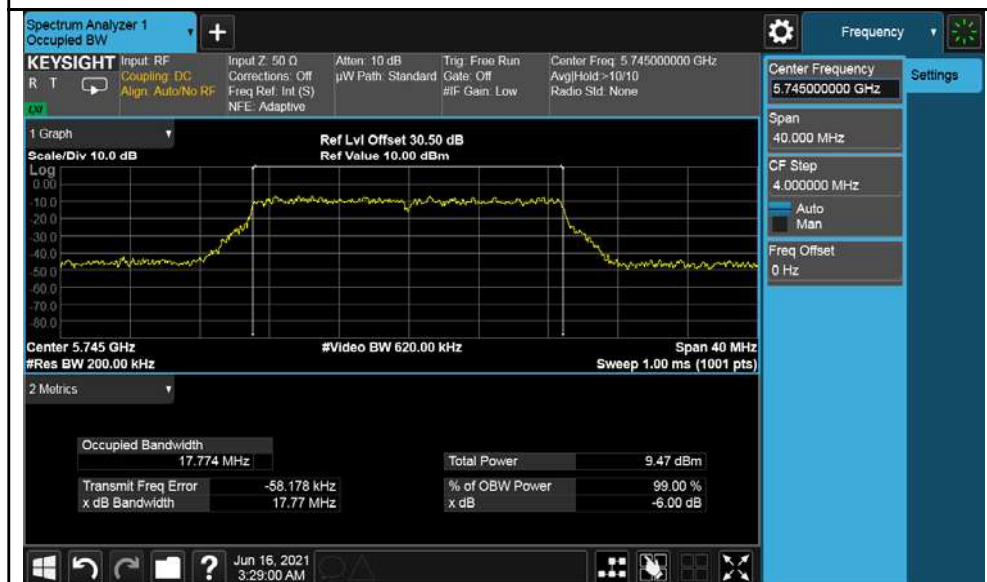 Spectrum Analyzer 1
Occupied BW
+
Frequency
KEYSIGHT
R T
LXI
Input: RF
Coupling: DC
Align: Auto/No RF
Input Z: 50 Ω
Corrections: Off
Freq Ref: Int (S)
NFE: Adaptive
Atten: 10 dB
µW Path: Standard
Trig: Free Run
Gate: Off
#IF Gain: Low
Center Freq: 5.745000000 GHz
Avg|Hold:>10/10
Radio Std: None
Center Frequency
5.745000000 GHz
Settings
Span
40.000 MHz
CF Step
4.000000 MHz
Auto
Man
Freq Offset
0 Hz
1 Graph
Scale/Div 10.0 dB
Ref Lvl Offset 30.50 dB
Ref Value 10.00 dBm
Log
0.00
-10.0
-20.0
-30.0
-40.0
-50.0
-60.0
-70.0
-80.0
Center 5.745 GHz
#Video BW 620.00 kHz
Span 40 MHz
#Res BW 200.00 kHz
Sweep 1.00 ms (1001 pts)
2 Metrics
Occupied Bandwidth
17.774 MHz
Total Power 9.47 dBm
Transmit Freq Error -58.178 kHz
% of OBW Power 99.00 %
x dB Bandwidth 17.77 MHz
x dB -6.00 dB
?
Jun 16, 2021
3:29:00 AM